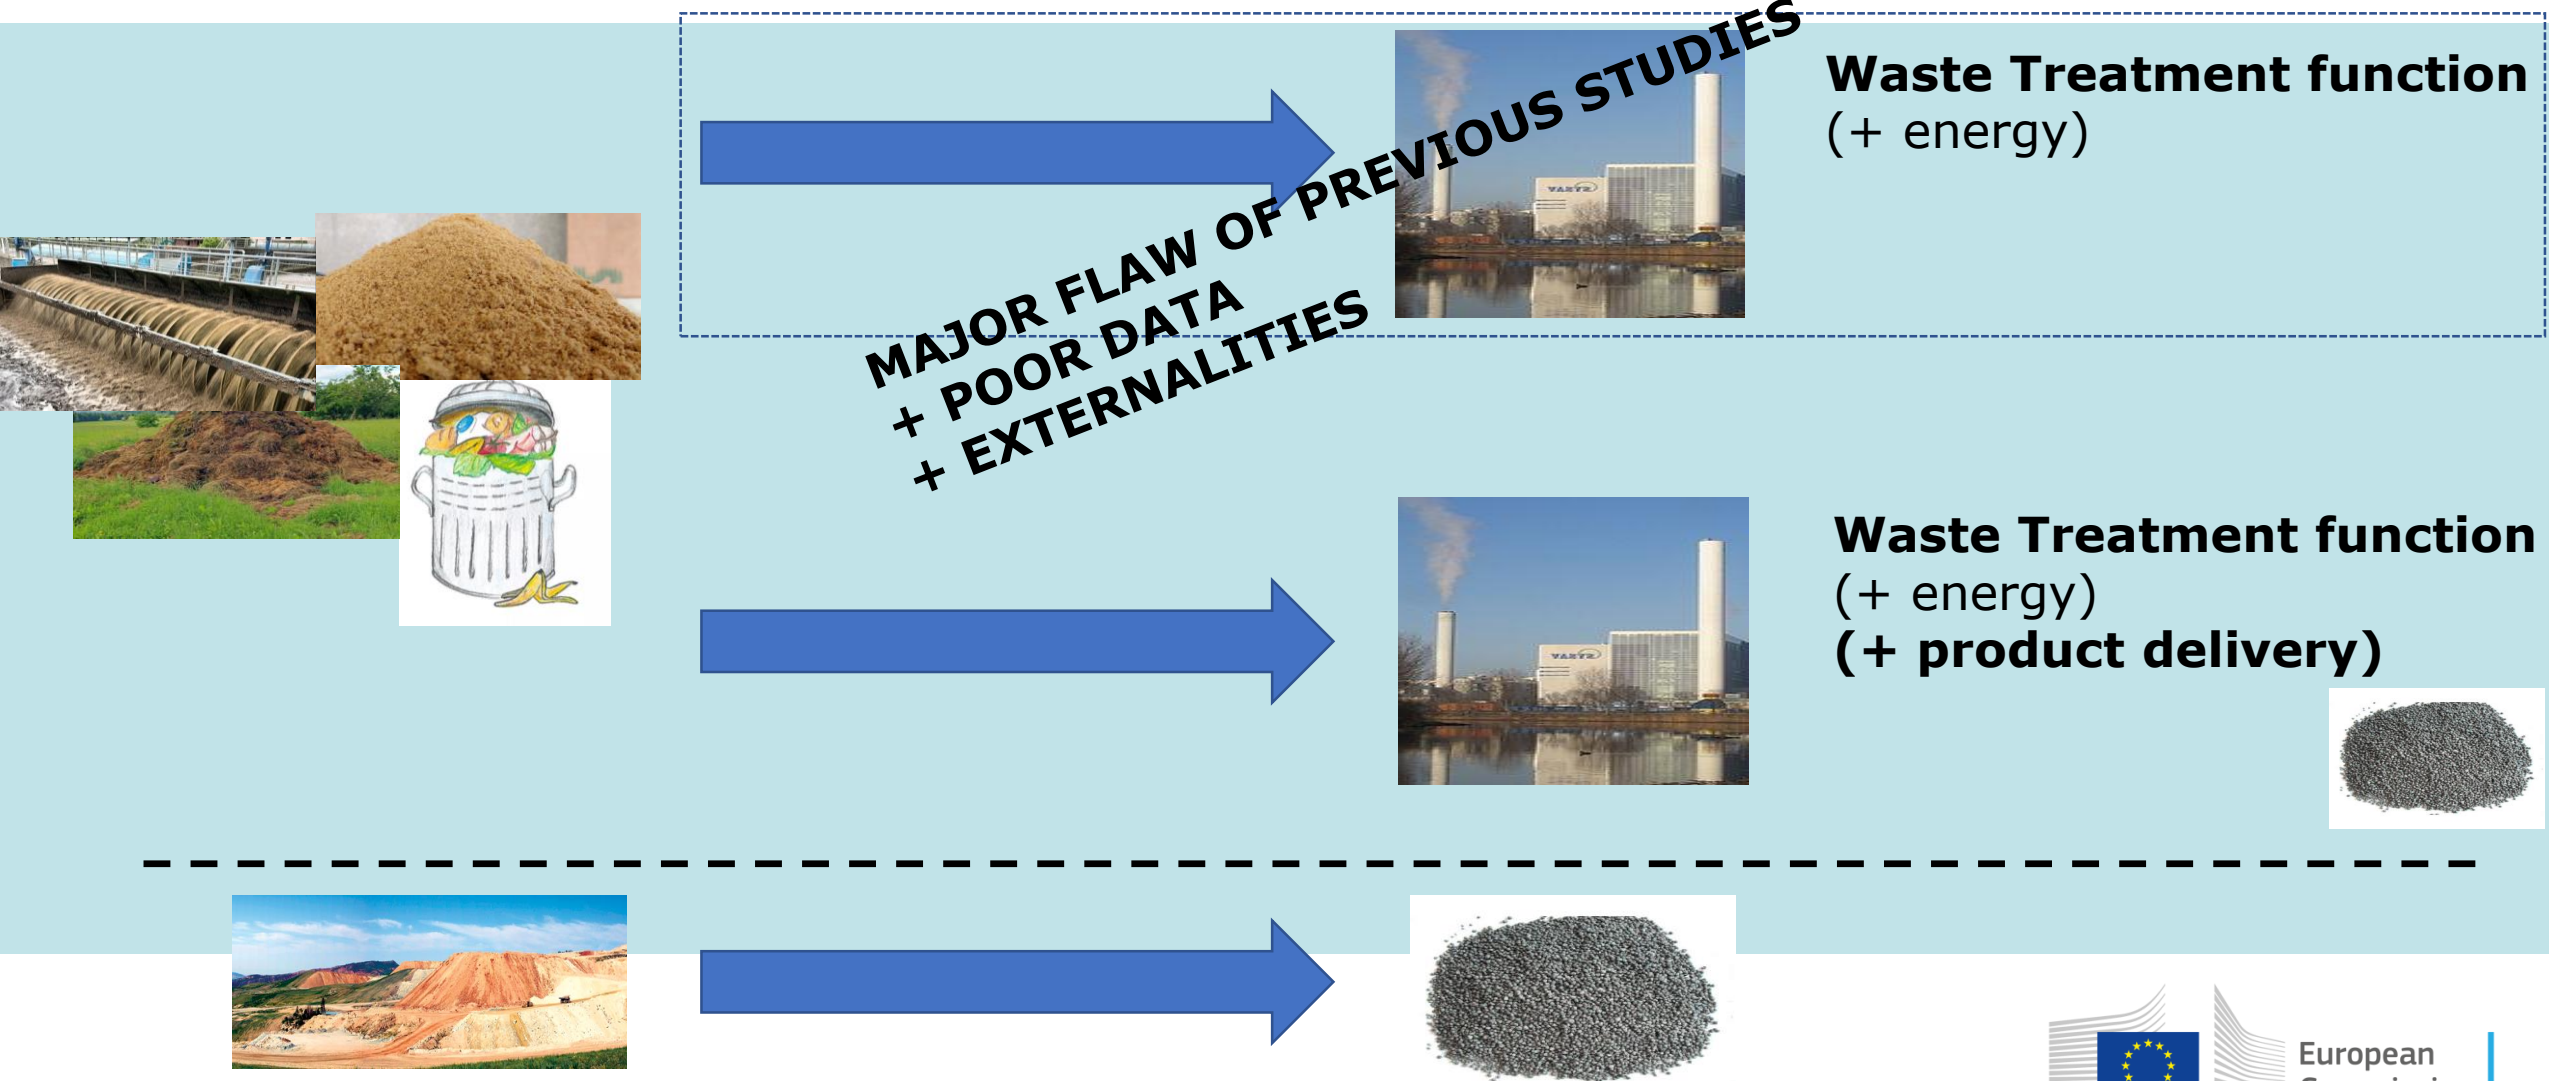 Waste Treatment function
(+ energy)
MAJOR FLAW OF PREVIOUS STUDIES
+ POOR DATA
+ EXTERNALITIES
Waste Treatment function
(+ energy)
(+ product delivery)
European